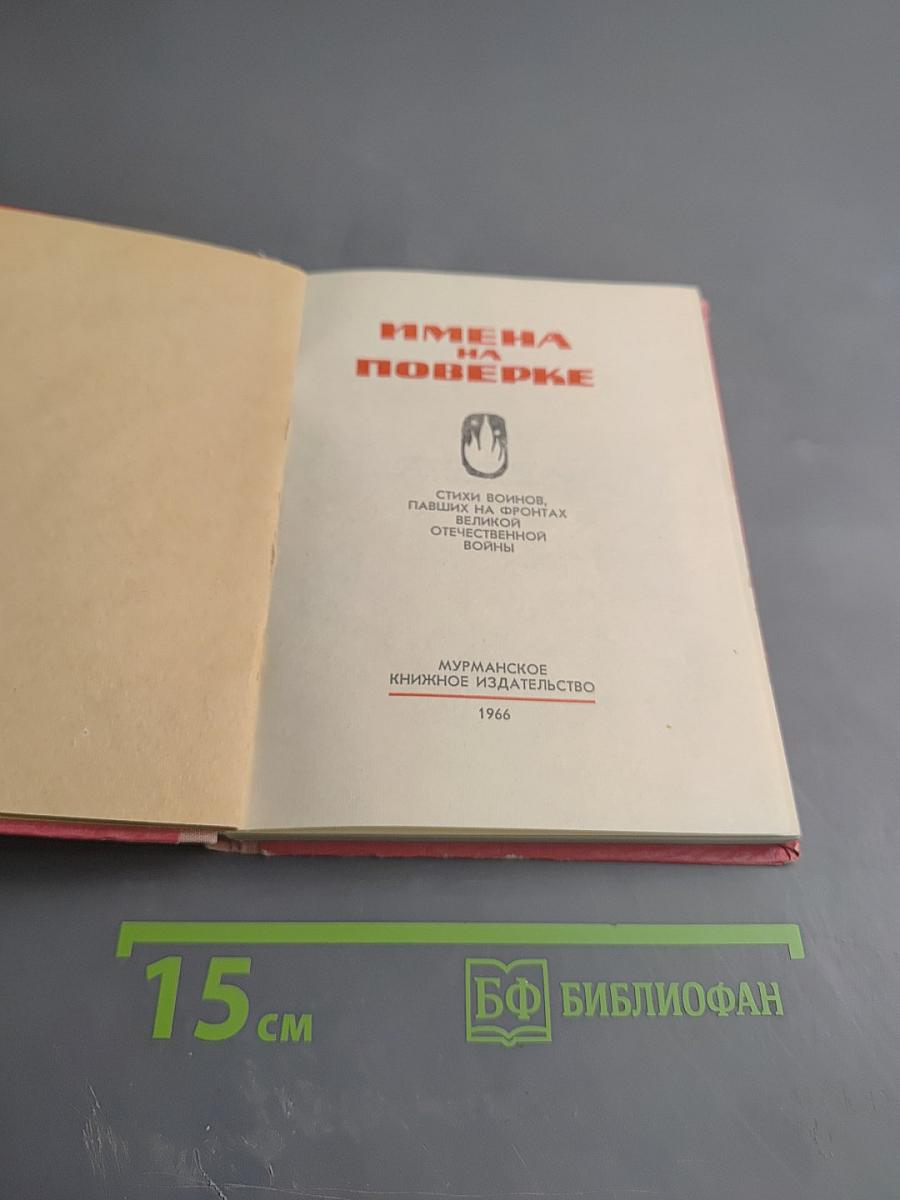 ИМЕНА
НА
ПОВЕРКЕ
СТИХИ ВОИНОВ,
ПАВШИХ НА ФРОНТАХ
ВЕЛИКОЙ
ОТЕЧЕСТВЕННОЙ
ВОЙНЫ
МУРМАНСКОЕ
КНИЖНОЕ ИЗДАТЕЛЬСТВО
1966
15 см
БФ БИБЛИОФАН